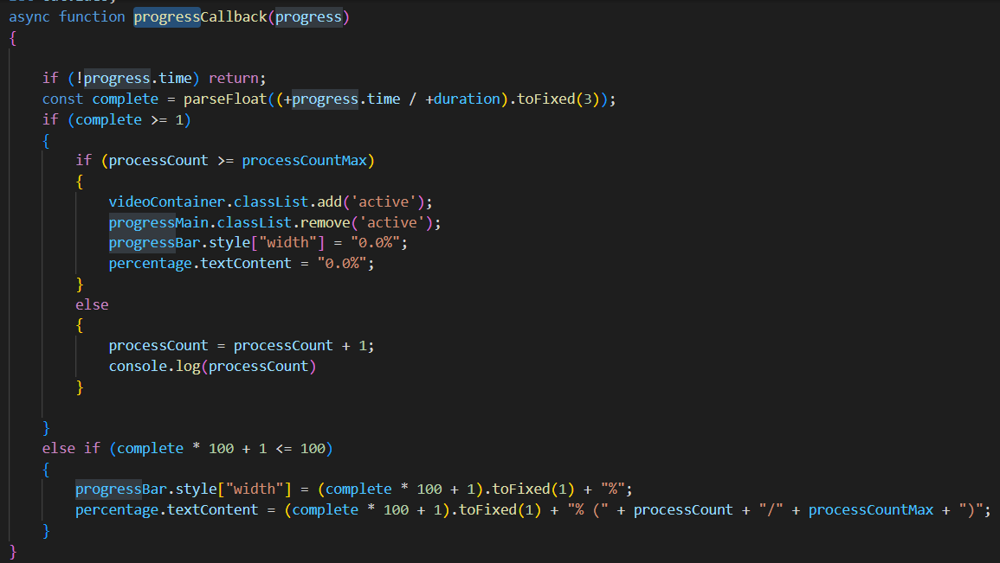 async function progressCallback(progress)
{
if (!progress.time) return;
const complete = parseFloat((+progress.time / +duration).toFixed(3));
if (complete >= 1)
{
if (processCount >= processCountMax)
{
videoContainer.classList.add('active');
progressMain.classList.remove('active');
progressBar.style["width"] = "0.0%";
percentage.textContent = "0.0%";
}
else
{
processCount = processCount + 1;
console.log(processCount)
}
}
else if (complete * 100 + 1 <= 100)
{
progressBar.style["width"] = (complete * 100 + 1).toFixed(1) + "%";
percentage.textContent = (complete * 100 + 1).toFixed(1) + "% (" + processCount + "/" + processCountMax + ")";
}
}